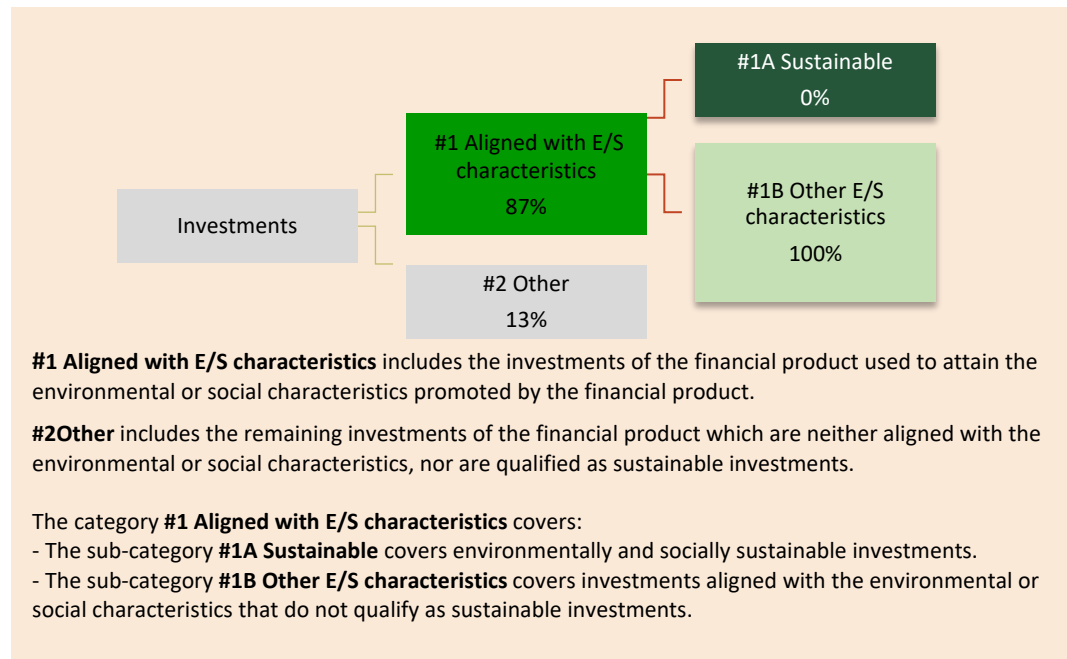 #1A Sustainable
0%
#1 Aligned with E/S
characteristics
87%
#1B Other E/S
characteristics
100%
Investments
#2 Other
13%
#1 Aligned with E/S characteristics includes the investments of the financial product used to attain the
environmental or social characteristics promoted by the financial product.
#2Other includes the remaining investments of the financial product which are neither aligned with the
environmental or social characteristics, nor are qualified as sustainable investments.
The category #1 Aligned with E/S characteristics covers:
- The sub-category #1A Sustainable covers environmentally and socially sustainable investments.
- The sub-category #1B Other E/S characteristics covers investments aligned with the environmental or
social characteristics that do not qualify as sustainable investments.